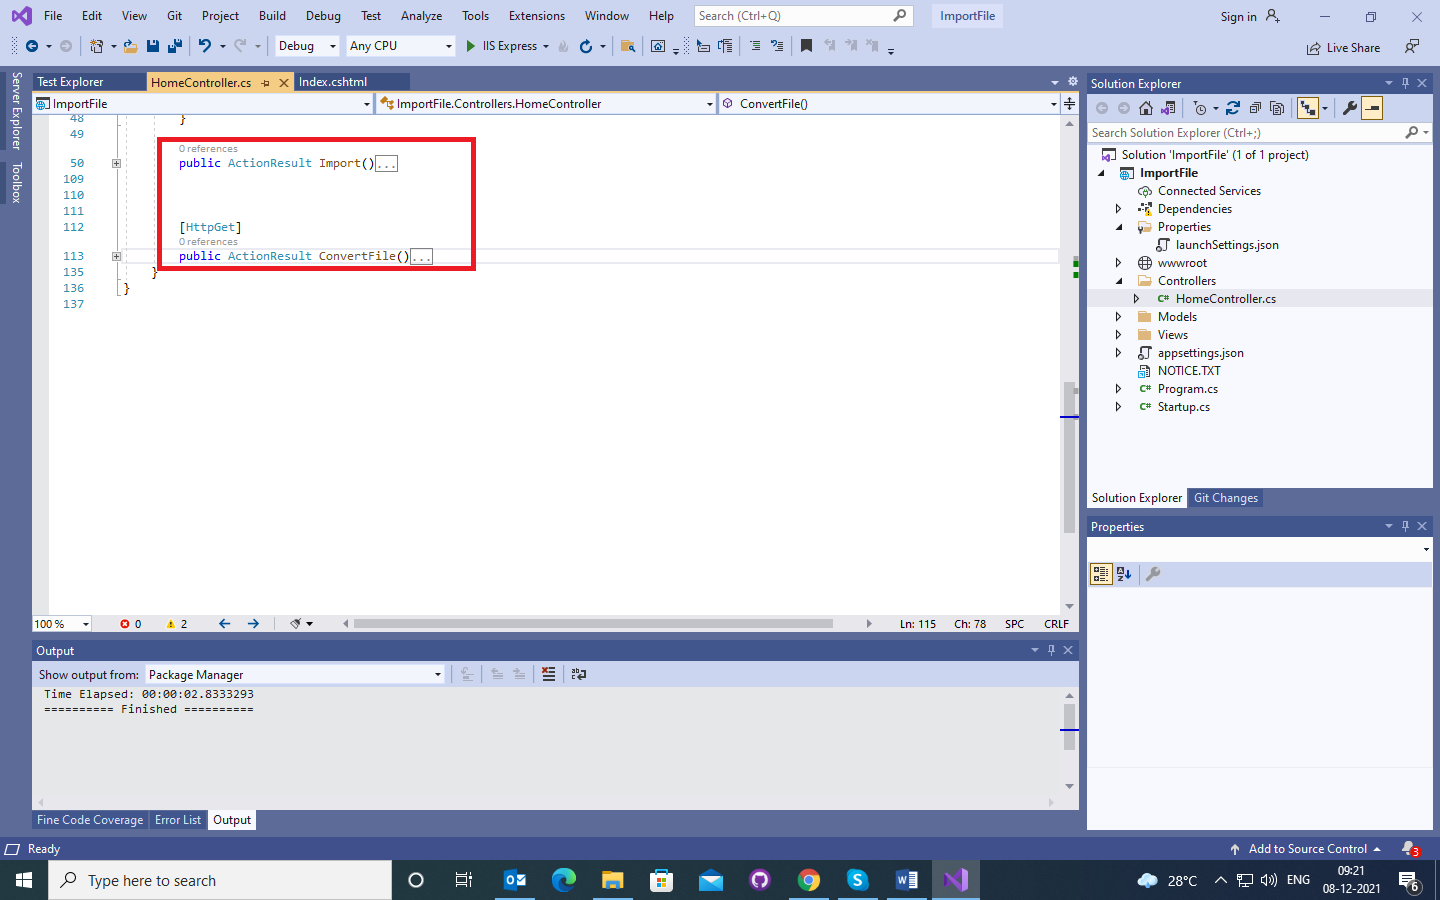 File Edit View Git Project Build Debug Test Analyze Tools Extensions Window Help Search (Ctrl+Q) ImportFile Sign in
Debug Any CPU IIS Express Live Share
Server Explorer
Toolbox
Test Explorer HomeController.cs Index.cshtml
ImportFile ImportFile.Controllers.HomeController ConvertFile()
48 }
49
0 references
50 public ActionResult Import()...
109
110
111
112 [HttpGet]
0 references
113 public ActionResult ConvertFile()...
135 }
136 }
137
100 % 0 2 Ln: 115 Ch: 78 SPC CRLF
Output
Show output from: Package Manager
Time Elapsed: 00:00:02.8333293
========== Finished ==========
Fine Code Coverage Error List Output
Solution Explorer
Search Solution Explorer (Ctrl+;)
Solution 'ImportFile' (1 of 1 project)
ImportFile
Connected Services
Dependencies
Properties
launchSettings.json
wwwroot
Controllers
C# HomeController.cs
Models
Views
appsettings.json
NOTICE.TXT
C# Program.cs
C# Startup.cs
Solution Explorer Git Changes
Properties
Ready Add to Source Control 3
Type here to search 28°C ENG 09:21
08-12-2021 6